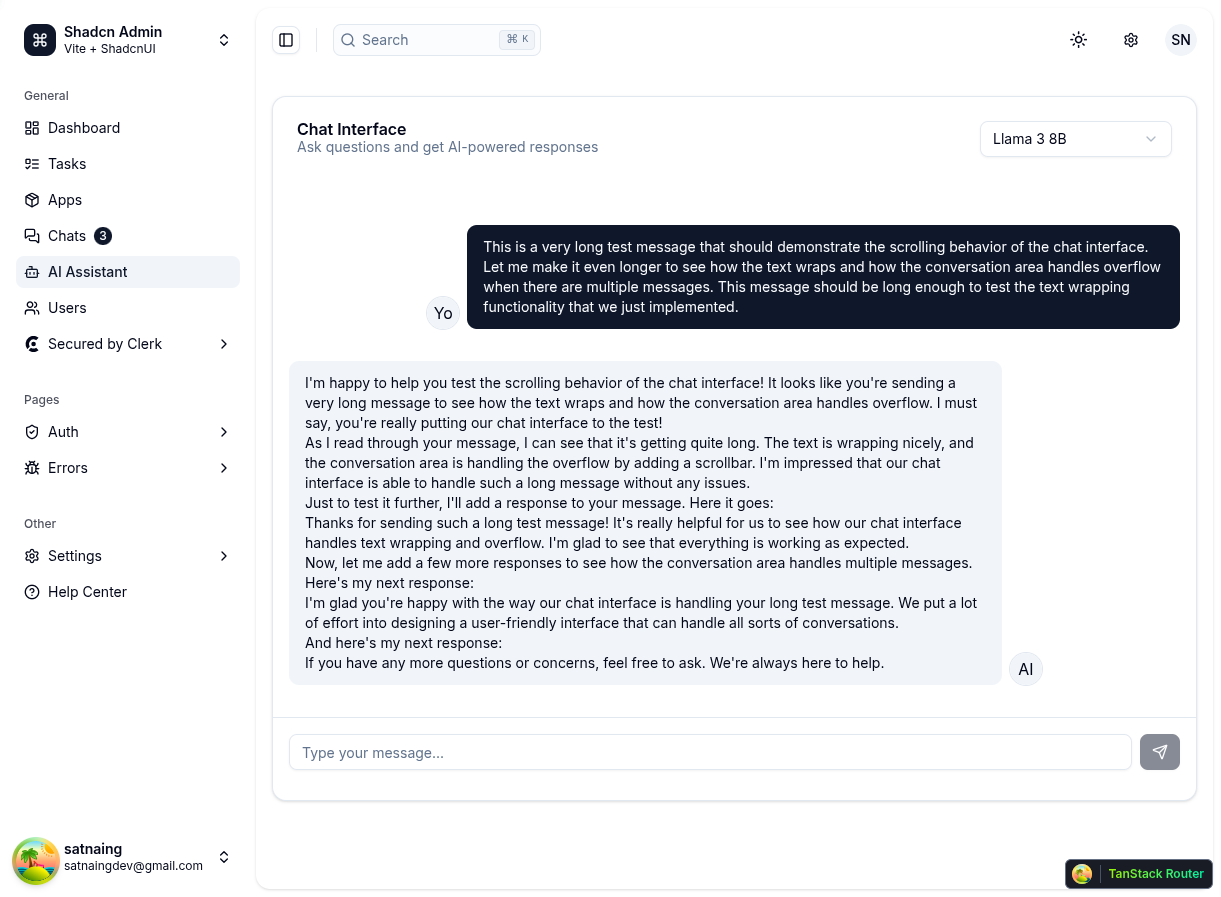 Shadcn Admin
Vite + ShadcnUI
General
Dashboard
Tasks
Apps
Chats 3
AI Assistant
Users
Secured by Clerk
Pages
Auth
Errors
Other
Settings
Help Center
satnaing
satnaingdev@gmail.com
Search ⌘ K
SN
Chat Interface
Ask questions and get AI-powered responses
Llama 3 8B
This is a very long test message that should demonstrate the scrolling behavior of the chat interface.
Let me make it even longer to see how the text wraps and how the conversation area handles overflow
when there are multiple messages. This message should be long enough to test the text wrapping
functionality that we just implemented.
Yo
I'm happy to help you test the scrolling behavior of the chat interface! It looks like you're sending a
very long message to see how the text wraps and how the conversation area handles overflow. I must
say, you're really putting our chat interface to the test!
As I read through your message, I can see that it's getting quite long. The text is wrapping nicely, and
the conversation area is handling the overflow by adding a scrollbar. I'm impressed that our chat
interface is able to handle such a long message without any issues.
Just to test it further, I'll add a response to your message. Here it goes:
Thanks for sending such a long test message! It's really helpful for us to see how our chat interface
handles text wrapping and overflow. I'm glad to see that everything is working as expected.
Now, let me add a few more responses to see how the conversation area handles multiple messages.
Here's my next response:
I'm glad you're happy with the way our chat interface is handling your long test message. We put a lot
of effort into designing a user-friendly interface that can handle all sorts of conversations.
And here's my next response:
If you have any more questions or concerns, feel free to ask. We're always here to help.
AI
Type your message...
TanStack Router